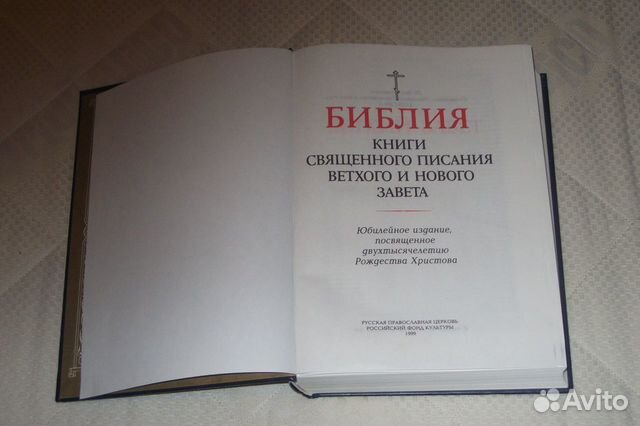 БИБЛИЯ
КНИГИ
СВЯЩЕННОГО ПИСАНИЯ
ВЕТХОГО И НОВОГО
ЗАВЕТА
Юбилейное издание,
посвященное
двухтысячелетию
Рождества Христова
РУССКАЯ ПРАВОСЛАВНАЯ ЦЕРКОВЬ
РОССИЙСКИЙ ФОНД КУЛЬТУРЫ
1999
Avito